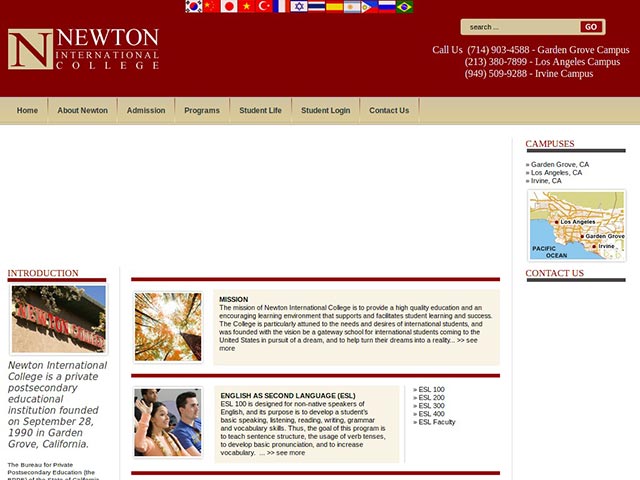 search ...
GO
N NEWTON
INTERNATIONAL
COLLEGE
Call Us (714) 903-4588 - Garden Grove Campus
(213) 380-7899 - Los Angeles Campus
(949) 509-9288 - Irvine Campus
Home
About Newton
Admission
Programs
Student Life
Student Login
Contact Us
CAMPUSES
» Garden Grove, CA
» Los Angeles, CA
» Irvine, CA
Los Angeles
Garden Grove
Irvine
PACIFIC
OCEAN
CONTACT US
INTRODUCTION
NEWTON
Newton International
College is a private
postsecondary
educational
institution founded
on September 28,
1990 in Garden
Grove, California.
The Bureau for Private
Postsecondary Education (the
MISSION
The mission of Newton International College is to provide a high quality education and an
encouraging learning environment that supports and facilitates student learning and success.
The College is particularly attuned to the needs and desires of international students, and
was founded with the vision be a gateway school for international students coming to the
United States in pursuit of a dream, and to help turn their dreams into a reality... >> see
more
ENGLISH AS SECOND LANGUAGE (ESL)
ESL 100 is designed for non-native speakers of
English, and its purpose is to develop a student's
basic speaking, listening, reading, writing, grammar
and vocabulary skills. Thus, the goal of this program is
to teach sentence structure, the usage of verb tenses,
to develop basic pronunciation, and to increase
vocabulary. ... >> see more
» ESL 100
» ESL 200
» ESL 300
» ESL 400
» ESL Faculty